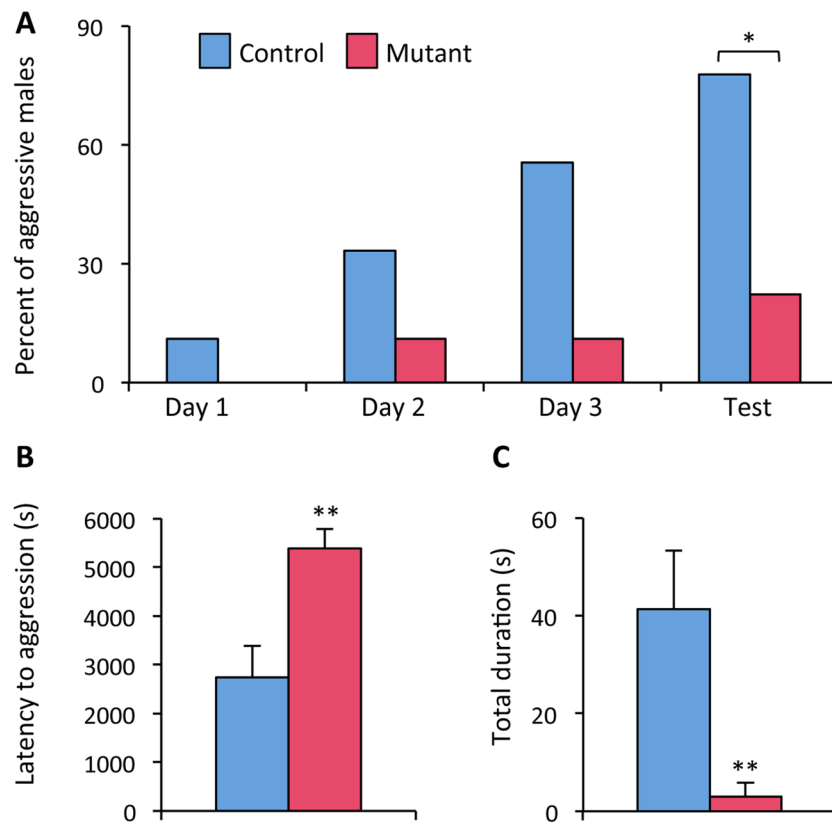 A
Percent of aggressive males
90
60
30
0
Control
Mutant
*
Day 1
Day 2
Day 3
Test
B
Latency to aggression (s)
6000
5000
4000
3000
2000
1000
0
**
C
Total duration (s)
60
40
20
0
**